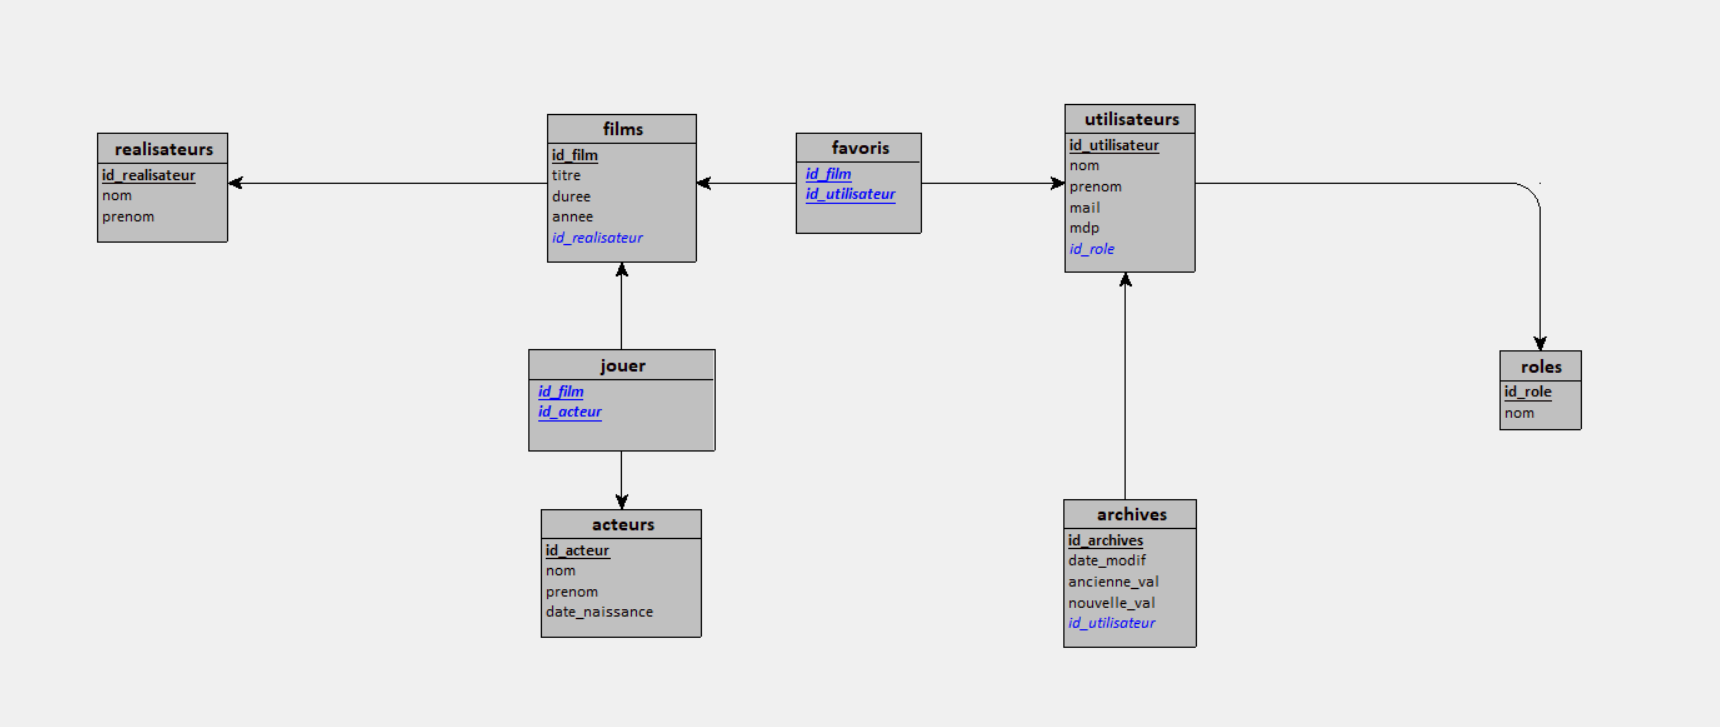 realisateurs
id_realisateur
nom
prenom
films
id_film
titre
duree
annee
id_realisateur
favoris
id_film
id_utilisateur
utilisateurs
id_utilisateur
nom
prenom
mail
mdp
id_role
jouer
id_film
id_acteur
roles
id_role
nom
acteurs
id_acteur
nom
prenom
date_naissance
archives
id_archives
date_modif
ancienne_val
nouvelle_val
id_utilisateur